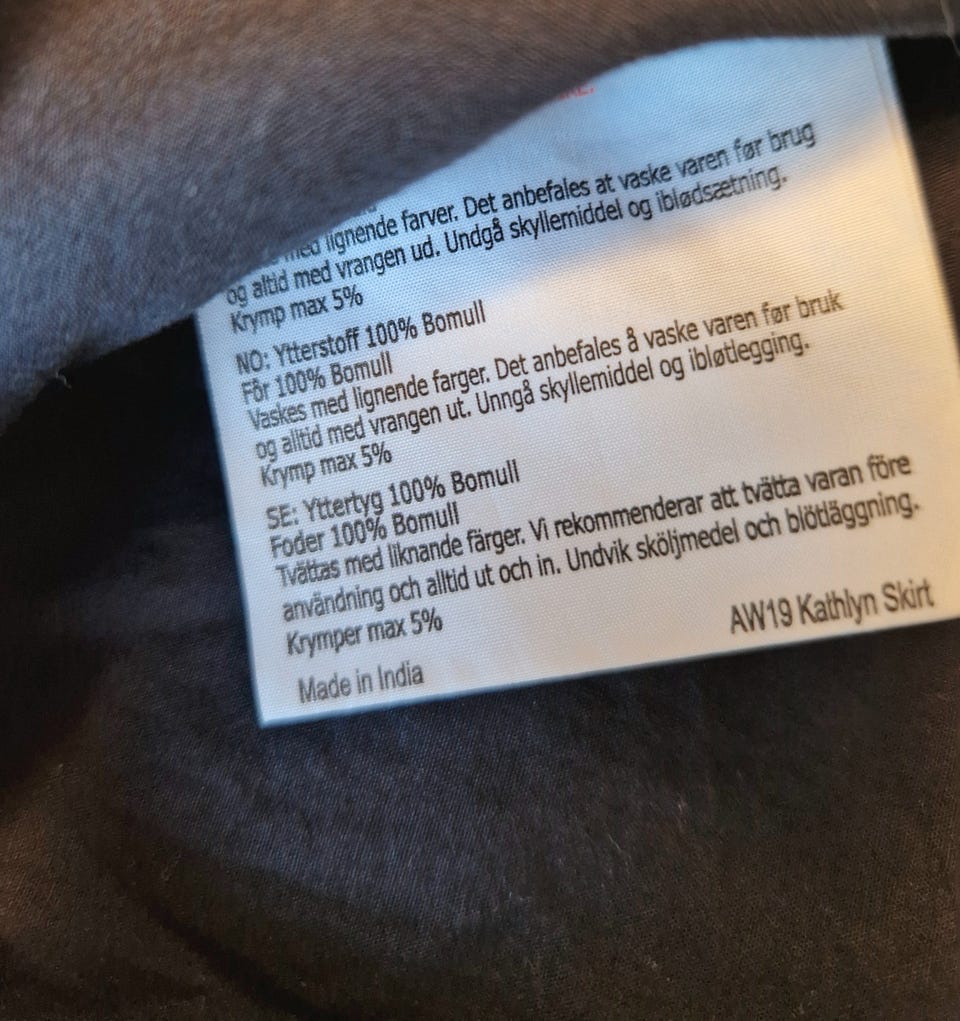 med lignende farver. Det anbefales at vaske varen før brug
og altid med vrangen ud. Undgå skyllemiddel og iblødsætning.
Krymp max 5%
NO: Ytterstoff 100% Bomull
Fôr 100% Bomull
Vaskes med lignende farger. Det anbefales å vaske varen før bruk
og alltid med vrangen ut. Unngå skyllemiddel og ibløtlegging.
Krymp max 5%
SE: Yttertyg 100% Bomull
Foder 100% Bomull
Tvättas med liknande färger. Vi rekommenderar att tvätta varan före
användning och alltid ut och in. Undvik sköljmedel och blötläggning.
Krymper max 5%
AW19 Kathlyn Skirt
Made in India